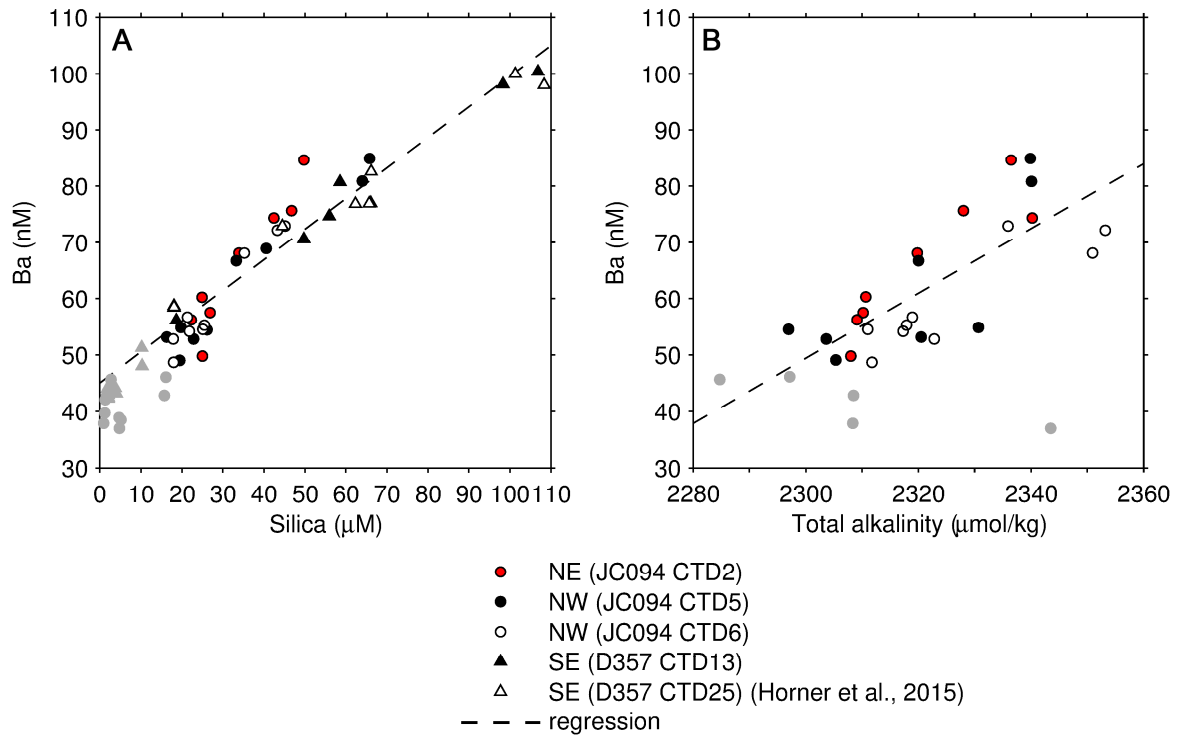 A
B
110
100
90
80
70
60
50
40
30
Ba (nM)
0 10 20 30 40 50 60 70 80 90 100 110
Silica (μM)
110
100
90
80
70
60
50
40
30
Ba (nM)
2280 2300 2320 2340 2360
Total alkalinity (μmol/kg)
NE (JC094 CTD2)
NW (JC094 CTD5)
NW (JC094 CTD6)
SE (D357 CTD13)
SE (D357 CTD25) (Horner et al., 2015)
regression